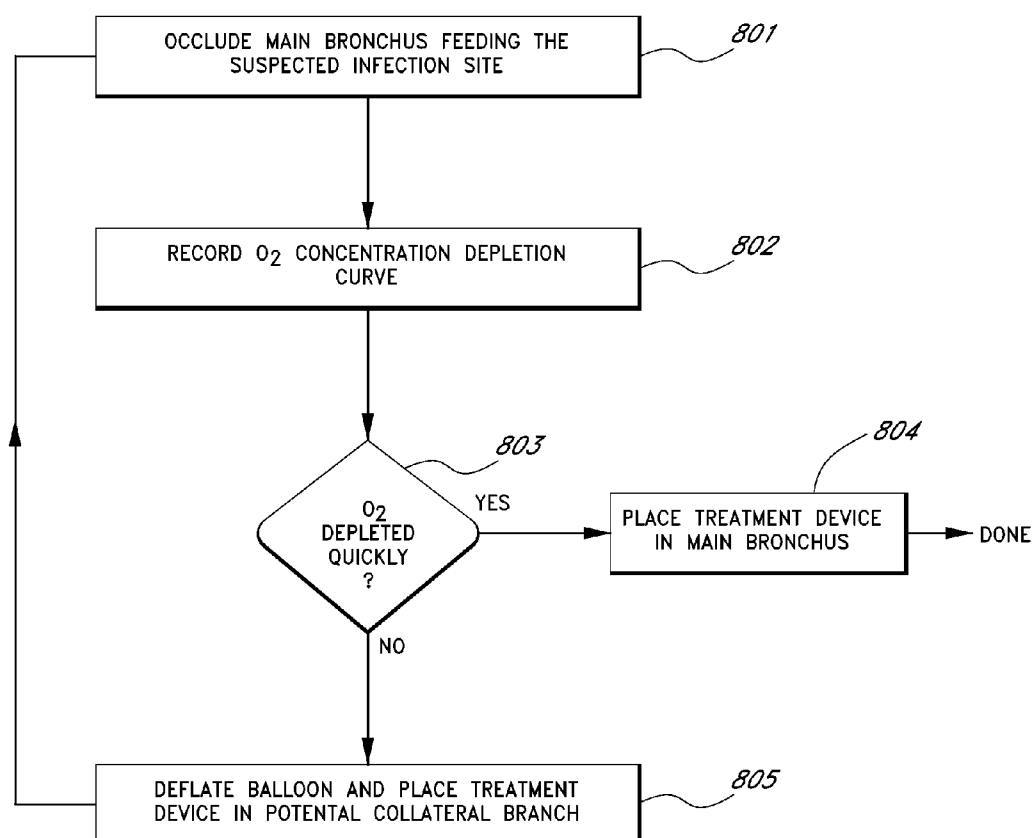 OCCLUDE MAIN BRONCHUS FEEDING THE
SUSPECTED INFECTION SITE
801
RECORD O2 CONCENTRATION DEPLETION
CURVE
802
803
O2
DEPLETED
QUICKLY
?
YES
804
PLACE TREATMENT DEVICE
IN MAIN BRONCHUS
DONE
NO
DEFLATE BALLOON AND PLACE TREATMENT
DEVICE IN POTENTAL COLLATERAL BRANCH
805